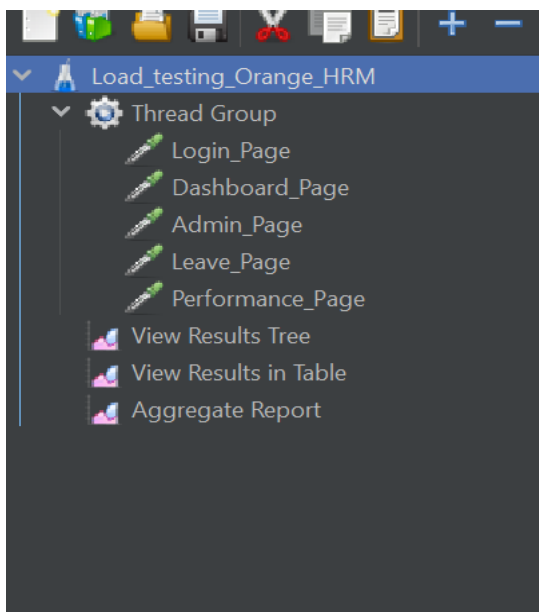 Load_testing_Orange_HRM
Thread Group
Login_Page
Dashboard_Page
Admin_Page
Leave_Page
Performance_Page
View Results Tree
View Results in Table
Aggregate Report